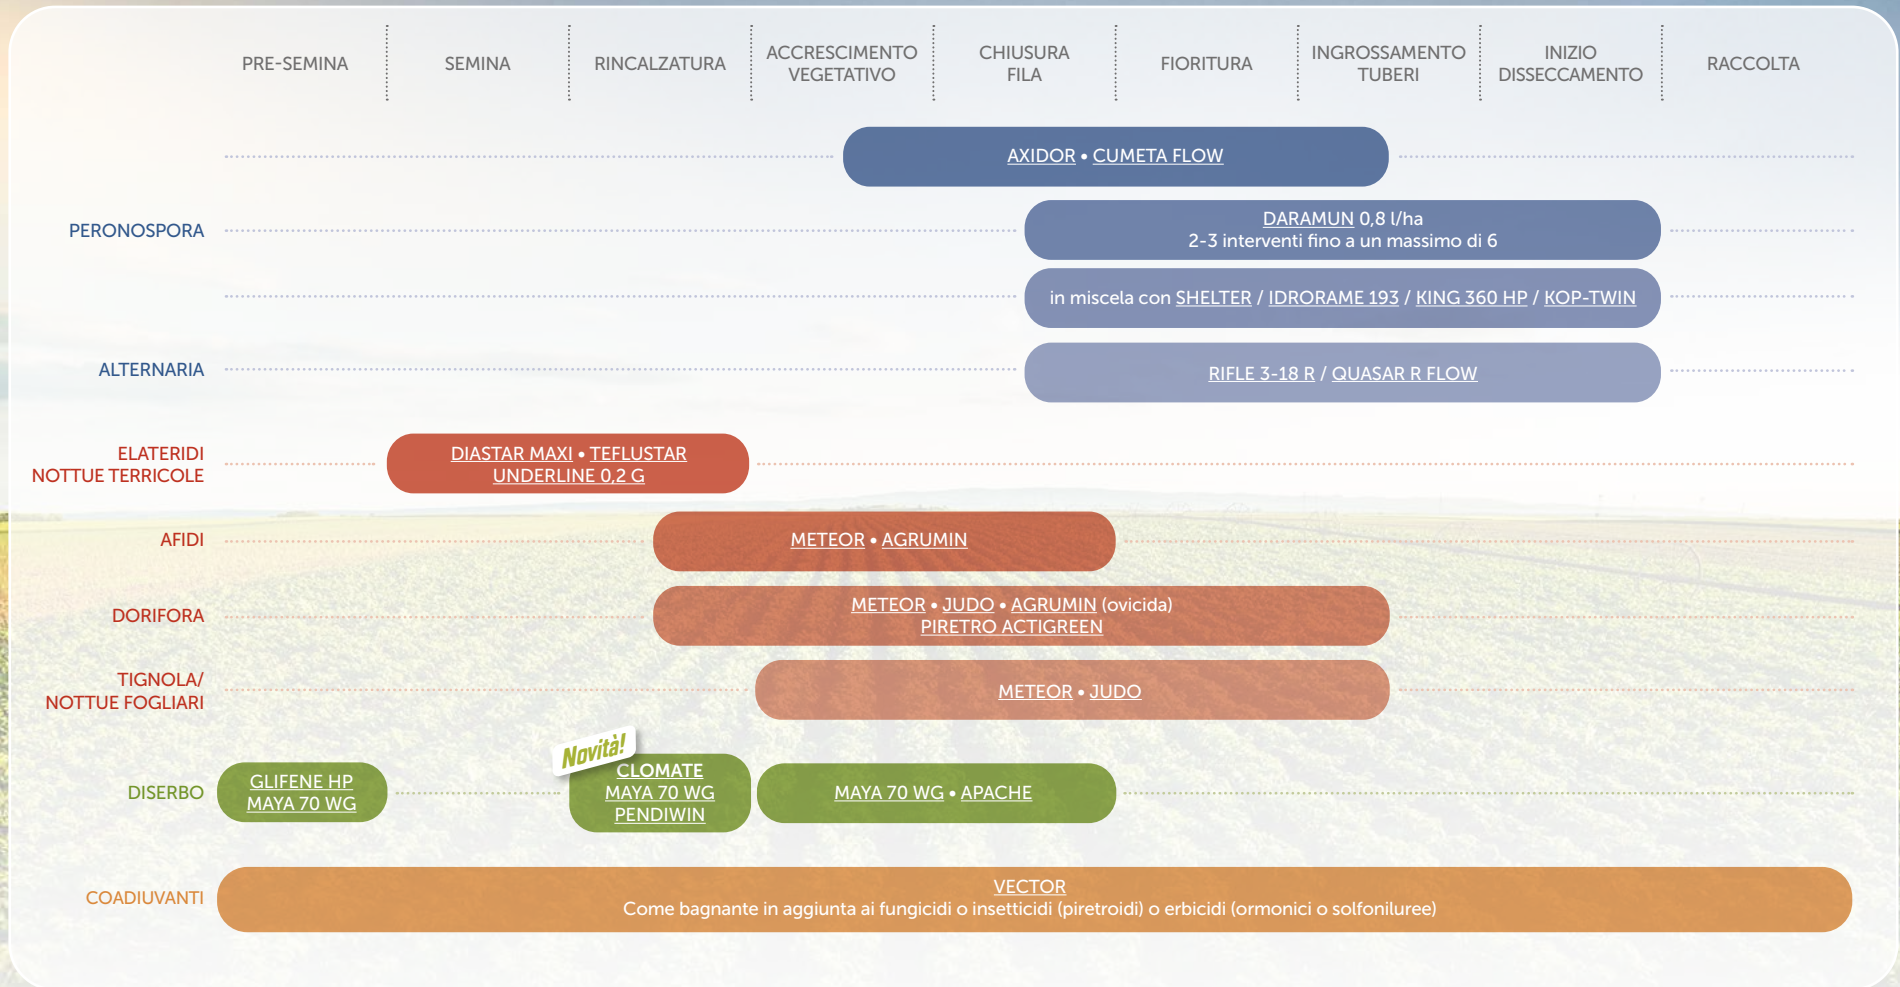 PRE-SEMINA
SEMINA
RINCALZATURA
ACCRESCIMENTO
VEGETATIVO
CHIUSURA
FILA
FIORITURA
INGROSSAMENTO
TUBERI
INIZIO
DISSECCAMENTO
RACCOLTA
AXIDOR • CUMETA FLOW
PERONOSPORA
DARAMUN 0,8 l/ha
2-3 interventi fino a un massimo di 6
in miscela con SHELTER / IDRORAME 193 / KING 360 HP / KOP-TWIN
ALTERNARIA
RIFLE 3-18 R / QUASAR R FLOW
ELATERIDI
NOTTUE TERRICOLE
DIASTAR MAXI • TEFLUSTAR
UNDERLINE 0,2 G
AFIDI
METEOR • AGRUMIN
DORIFORA
METEOR • JUDO • AGRUMIN (ovicida)
PIRETRO ACTIGREEN
TIGNOLA/
NOTTUE FOGLIARI
METEOR • JUDO
DISERBO
GLIFENE HP
MAYA 70 WG
Novità!
CLOMATE
MAYA 70 WG
PENDIWIN
MAYA 70 WG • APACHE
COADIUVANTI
VECTOR
Come bagnante in aggiunta ai fungicidi o insetticidi (piretroidi) o erbicidi (ormonici o solfoniluree)